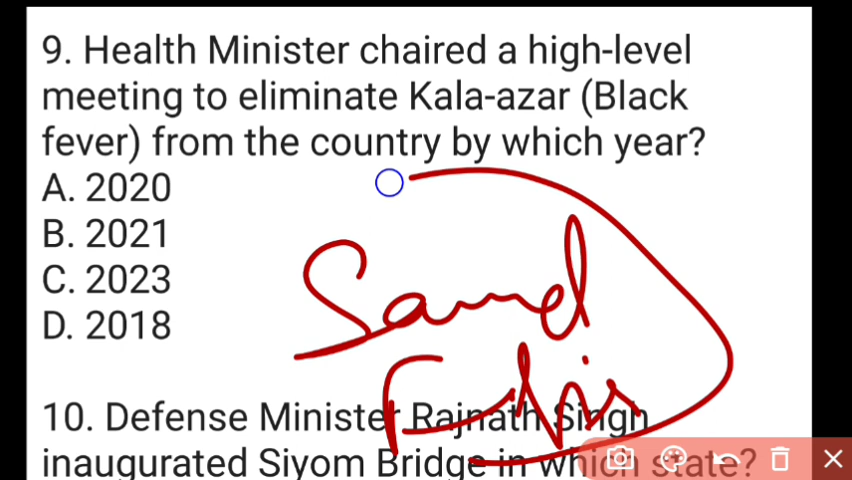 9. Health Minister chaired a high-level
meeting to eliminate Kala-azar (Black
fever) from the country by which year?
A. 2020
B. 2021
C. 2023
D. 2018
Sand
10. Defense Minister Rajnath Singh
inaugurated Siyom Bridge in which state?